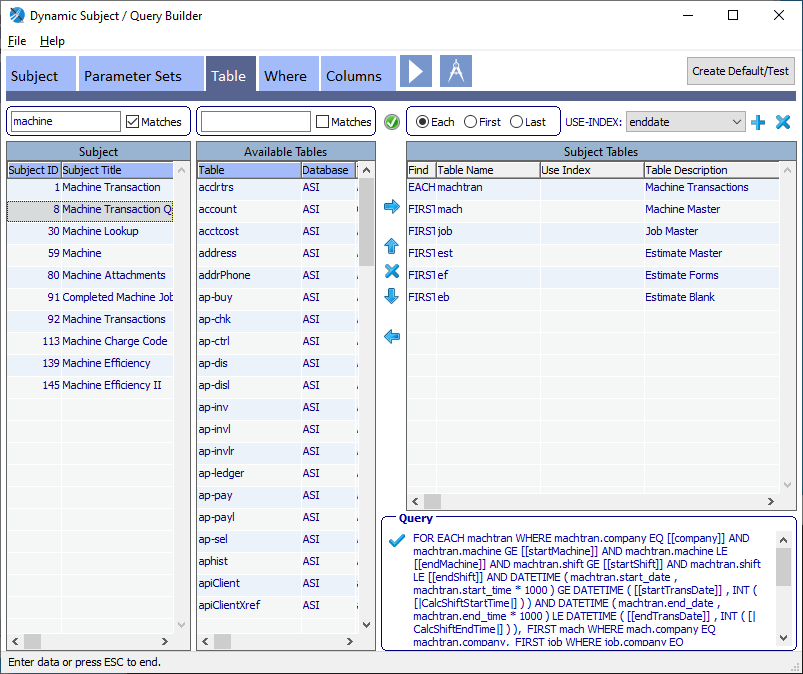 Dynamic Subject / Query Builder
File Help
Subject Parameter Sets Table Where Columns Create Default/Test
machine Matches Matches Each First Last USE-INDEX: enddate
Subject Available Tables Subject Tables
Subject ID Subject Title Table Database Find Table Name Use Index Table Description
1 Machine Transaction acclrtrs ASI EACH machtran Machine Transactions
8 Machine Transaction Q account ASI FIRST mach Machine Master
30 Machine Lookup acctcost ASI FIRST job Job Master
59 Machine address ASI FIRST est Estimate Master
80 Machine Attachments addrPhone ASI FIRST ef Estimate Forms
91 Completed Machine Job ap-buy ASI FIRST eb Estimate Blank
92 Machine Transactions ap-chk ASI
113 Machine Charge Code ap-ctrl ASI
139 Machine Efficiency ap-dis ASI
145 Machine Efficiency II ap-disl ASI
ap-inv ASI
ap-invl ASI
ap-invlr ASI
ap-ledger ASI
ap-pay ASI
ap-payl ASI
ap-sel ASI
aphist ASI
apiClient ASI
apiClientXref ASI
Query
FOR EACH machtran WHERE machtran.company EQ [[company]] AND
machtran.machine GE [[startMachine]] AND machtran.machine LE
[[endMachine]] AND machtran.shift GE [[startShift]] AND machtran.shift
LE [[endShift]] AND DATETIME ( machtran.start_date ,
machtran.start_time * 1000 ) GE DATETIME ( [[startTransDate]] , INT (
[[|CalcShiftStartTime|] ) ) AND DATETIME ( machtran.end_date ,
machtran.end_time * 1000 ) LE DATETIME ( [[endTransDate]] , INT ( [[|
CalcShiftEndTime|] ) ), FIRST mach WHERE mach.company EQ
machtran.company, FIRST job WHERE job.company EQ
Enter data or press ESC to end.